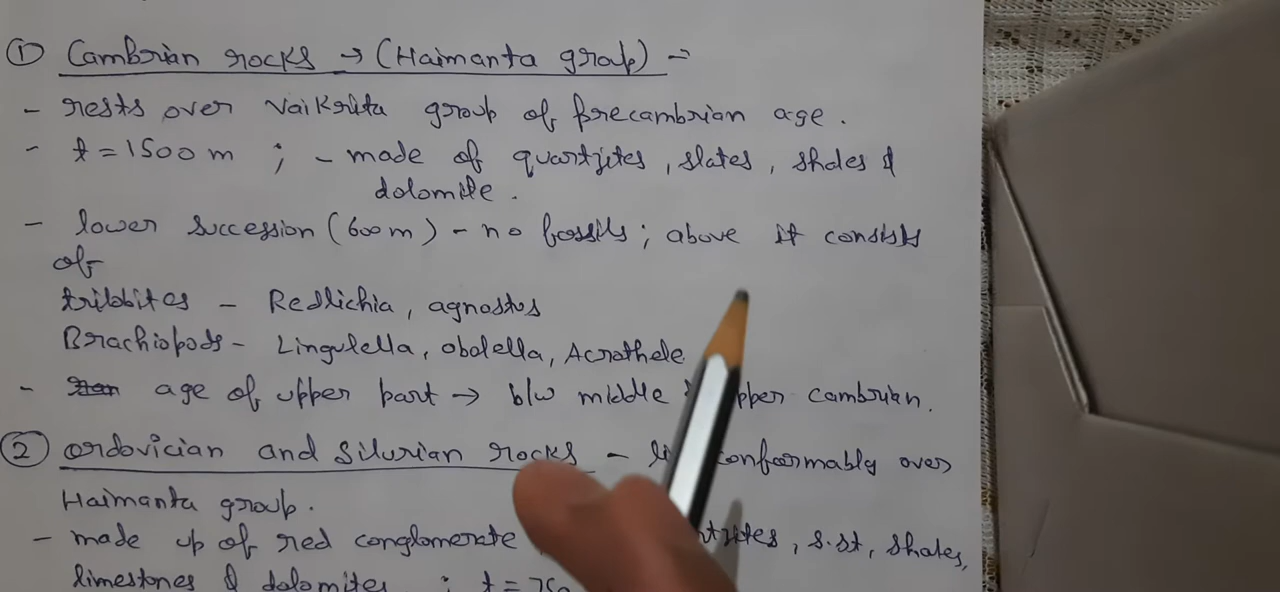 ① Cambrian rocks → (Haimanta group) →
- rests over Vaikrita group of precambrian age.
- t = 1500 m ; - made of quartzites, slates, shales &
dolomite.
- lower succession (600 m) - no fossils ; above it consists
of
trilobites - Redlichia, agnostos
Brachiopods - Lingulella, obolella, Acrothele
- age of upper part → b/w middle upper cambrian.
② ordovician and Silurian rocks - conformably over
Haimanta group.
- made up of red conglomerate s.st, shales,
limestones & dolomites ; t =